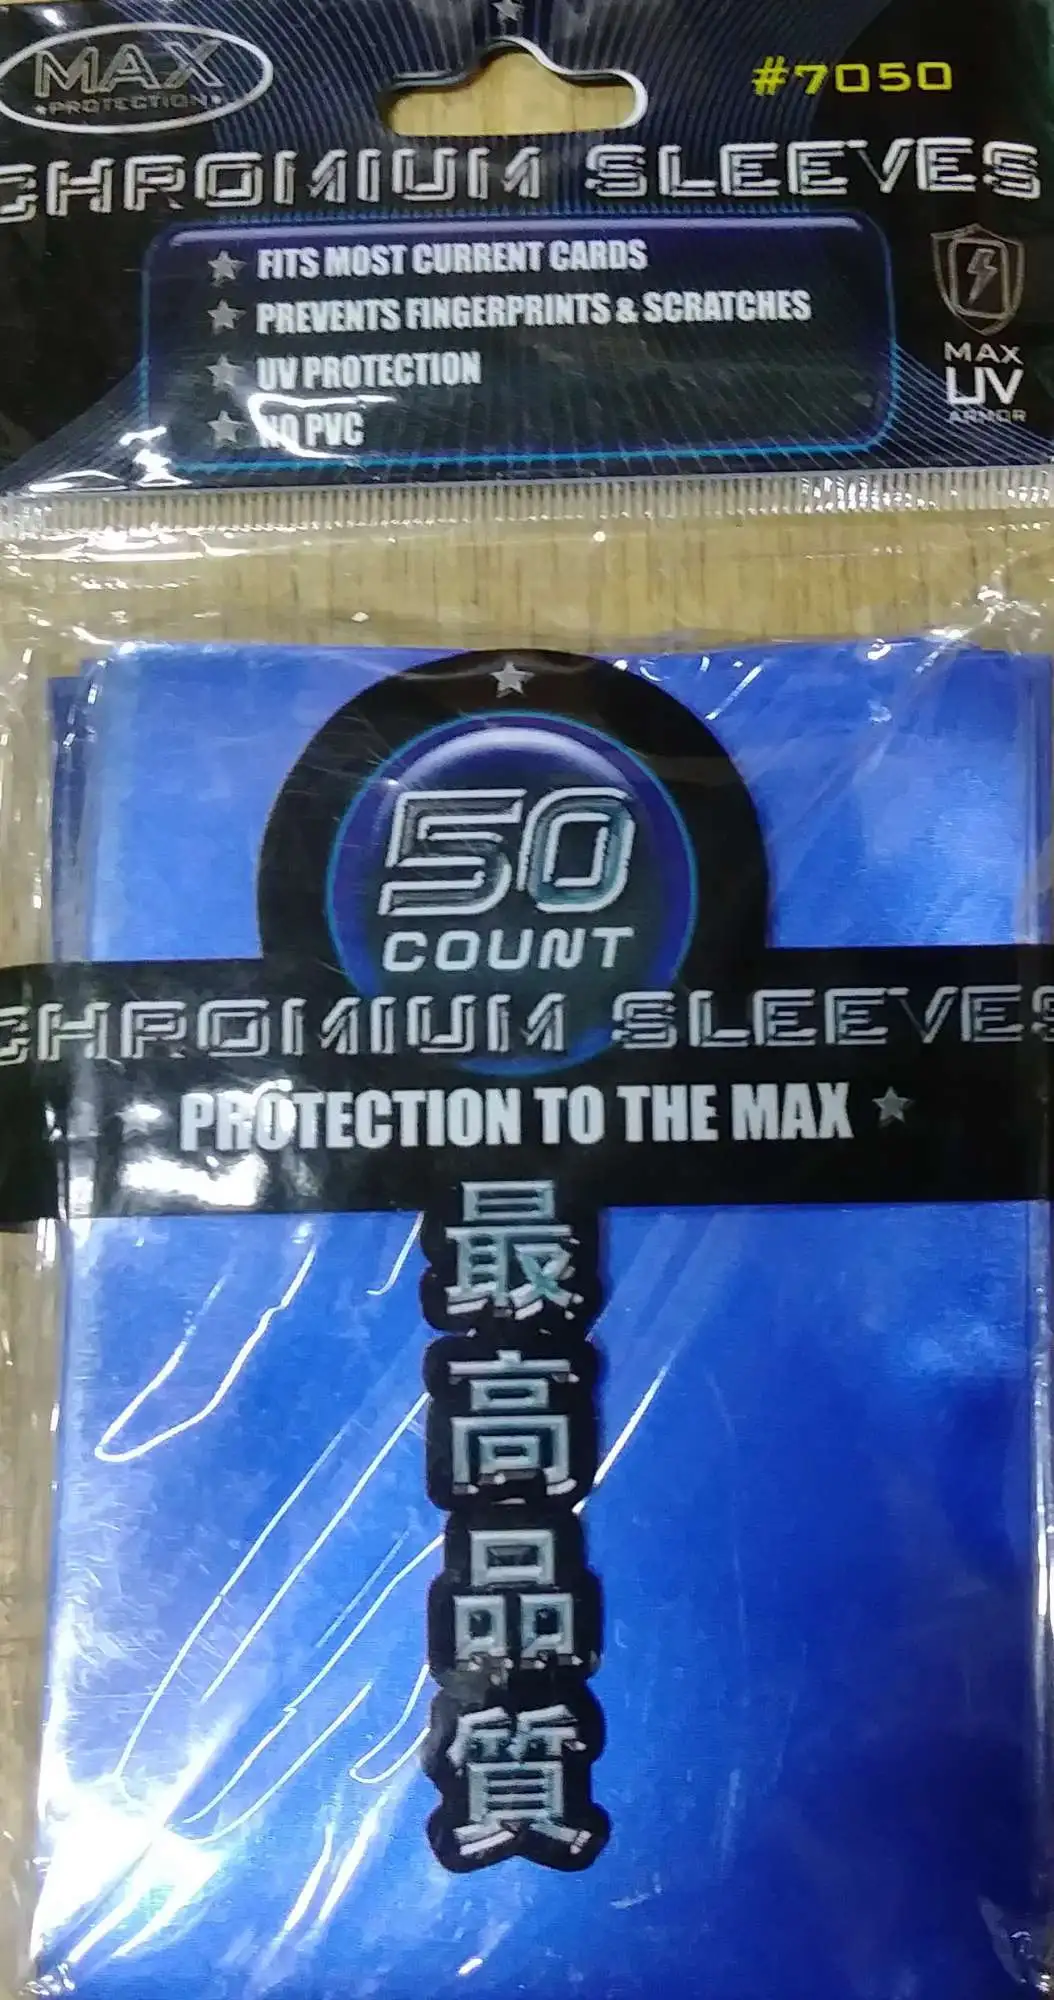 MAX
PROTECTION
#7050
CHROMIUM SLEEVES
FITS MOST CURRENT CARDS
PREVENTS FINGERPRINTS & SCRATCHES
UV PROTECTION
NO PVC
MAX
UV
ARMOR
50
COUNT
CHROMIUM SLEEVES
PROTECTION TO THE MAX
最高品質